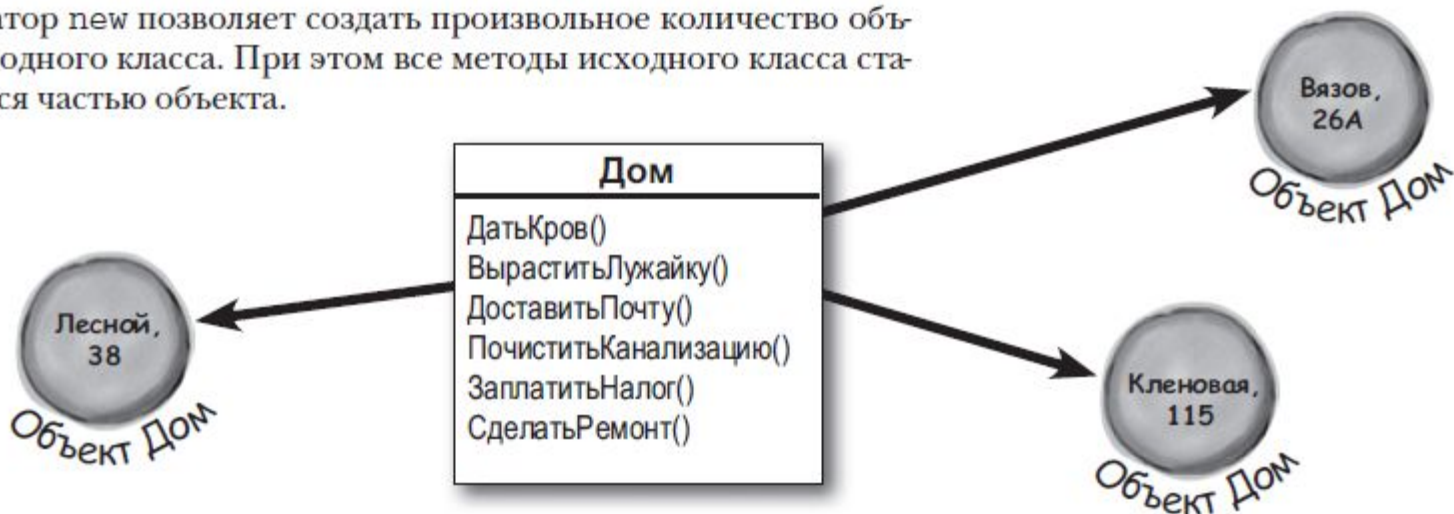 атор new позволяет создать произвольное количество объ-
одного класса. При этом все методы исходного класса ста-
ся частью объекта.
Дом
ДатьКров()
ВыраститьЛужайку()
ДоставитьПочту()
ПочиститьКанализацию()
ЗаплатитьНалог()
СделатьРемонт()
Лесной,
38
Объект Дом
Вязов,
26А
Объект Дом
Кленовая,
115
Объект Дом